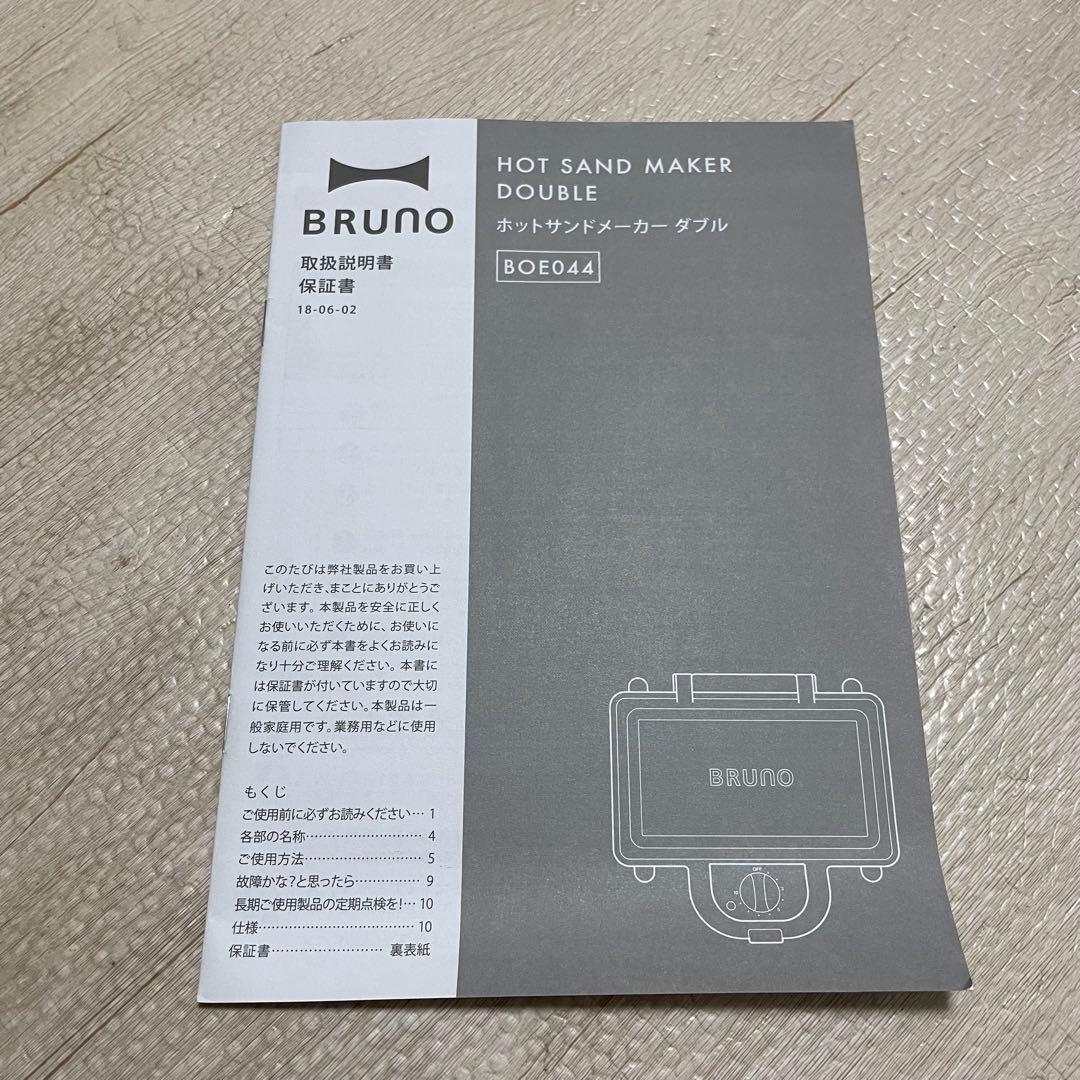 BRUNO
取扱説明書
保証書
18-06-02
HOT SAND MAKER
DOUBLE
ホットサンドメーカー ダブル
BOE044
このたびは弊社製品をお買い上
げいただき、まことにありがとうご
ざいます。本製品を安全に正しく
お使いいただくために、お使いに
なる前に必ず本書をよくお読みに
なり十分ご理解ください。本書に
は保証書が付いていますので大切
に保管してください。本製品は一
般家庭用です。業務用などに使用
しないでください。
もくじ
ご使用前に必ずお読みください… 1
各部の名称……………………… 4
ご使用方法……………………… 5
故障かな?と思ったら…………… 9
長期ご使用製品の定期点検を!… 10
仕様……………………………… 10
保証書…………………… 裏表紙
BRUNO
OFF
10